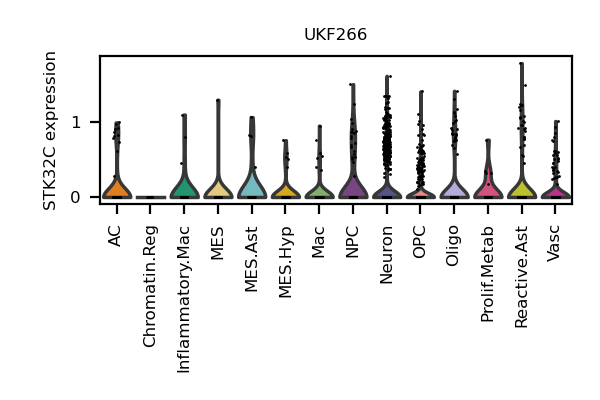 UKF266
STK32C expression
1
0
AC
Chromatin.Reg
Inflammatory.Mac
MES
MES.Ast
MES.Hyp
Mac
NPC
Neuron
OPC
Oligo
Prolif.Metab
Reactive.Ast
Vasc